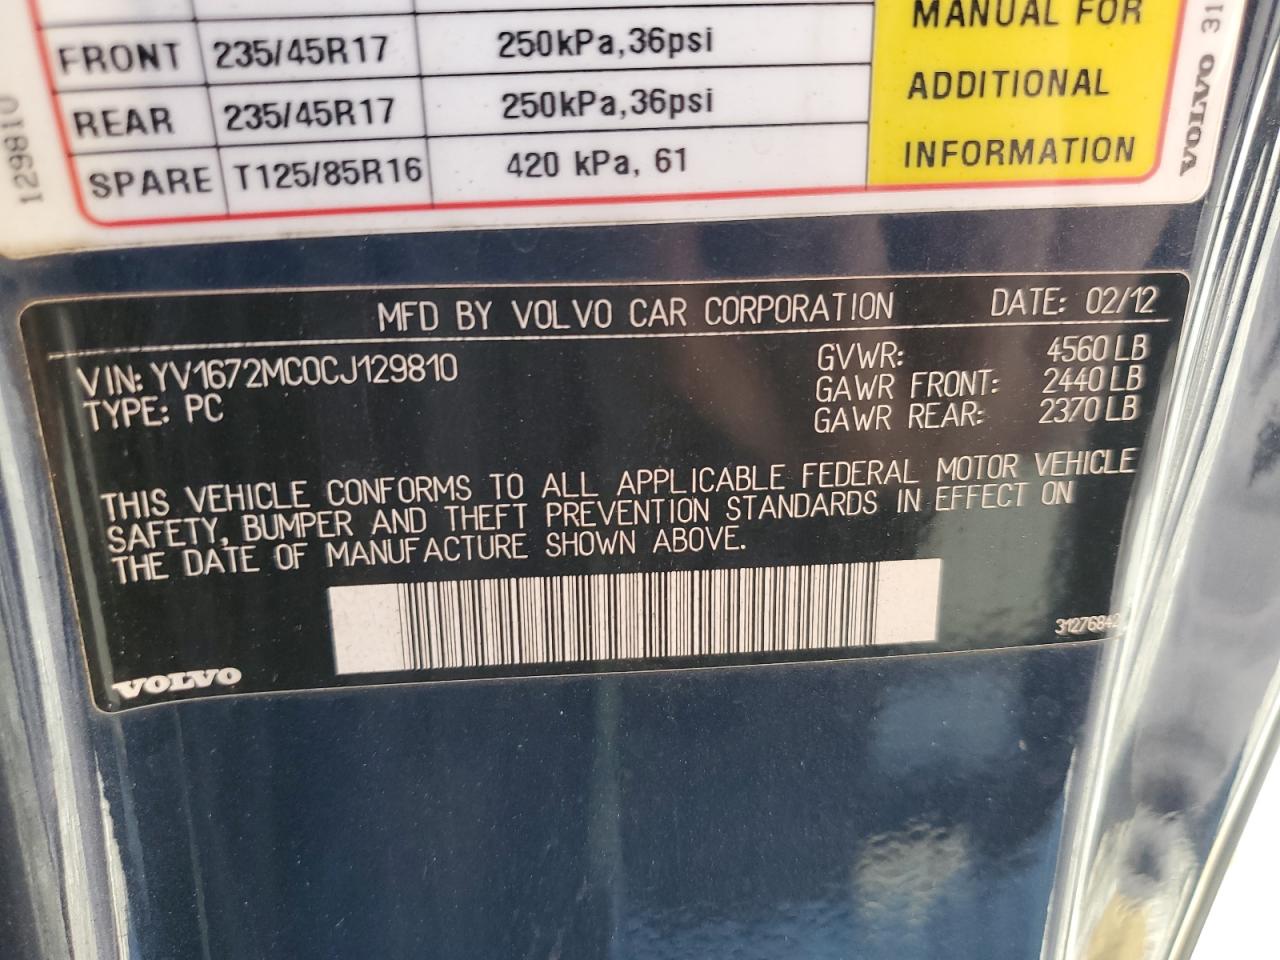 MANUAL FOR
FRONT 235/45R17 250kPa,36psi
ADDITIONAL
REAR 235/45R17 250kPa,36psi
INFORMATION
SPARE T125/85R16 420 kPa, 61
129810
VOLVO 31
MFD BY VOLVO CAR CORPORATION DATE: 02/12
VIN: YV1672MC0CJ129810 GVWR: 4560 LB
TYPE: PC GAWR FRONT: 2440 LB
GAWR REAR: 2370 LB
THIS VEHICLE CONFORMS TO ALL APPLICABLE FEDERAL MOTOR VEHICLE
SAFETY, BUMPER AND THEFT PREVENTION STANDARDS IN EFFECT ON
THE DATE OF MANUFACTURE SHOWN ABOVE.
31276842
VOLVO